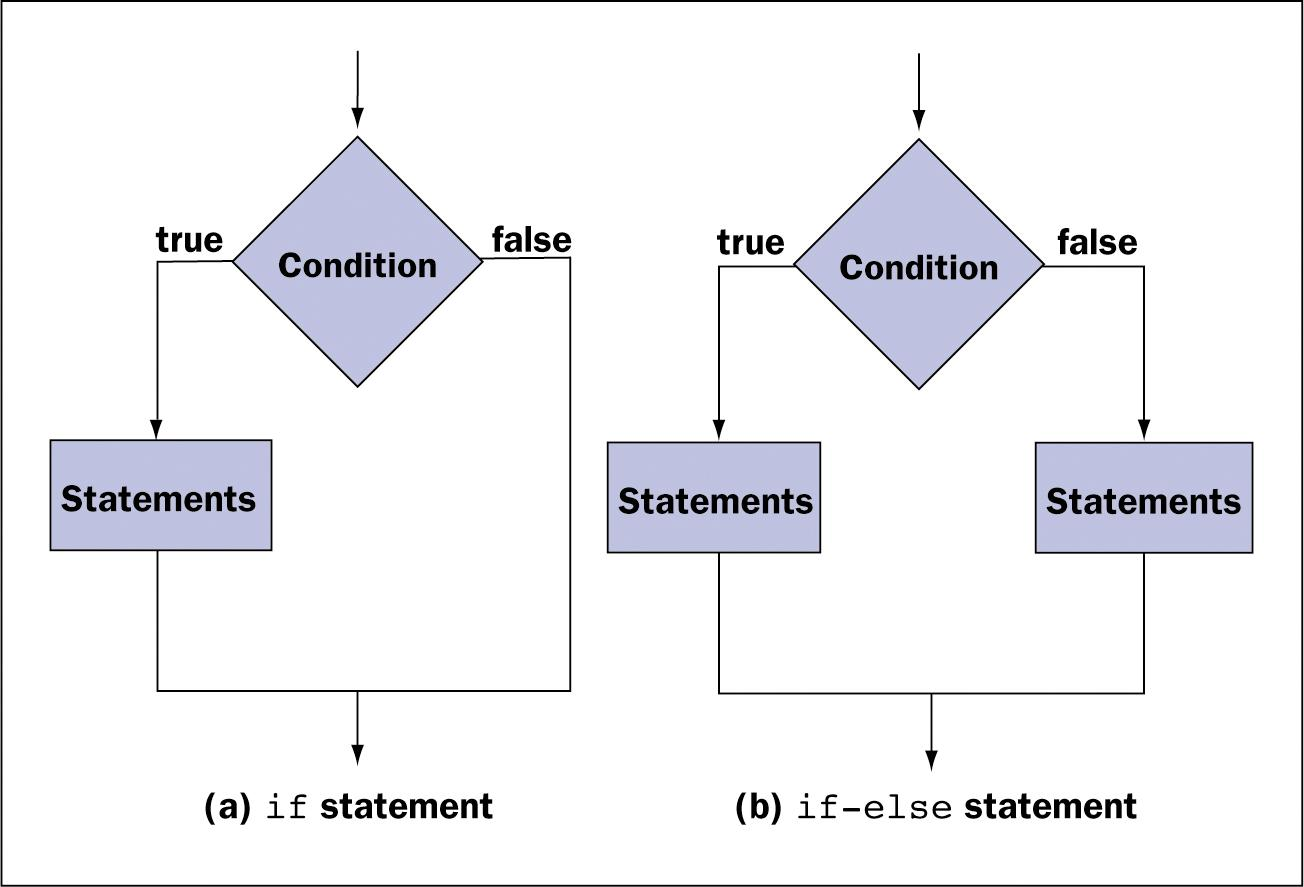 true
Condition
false
Statements
(a) if statement
true
Condition
false
Statements
Statements
(b) if-else statement